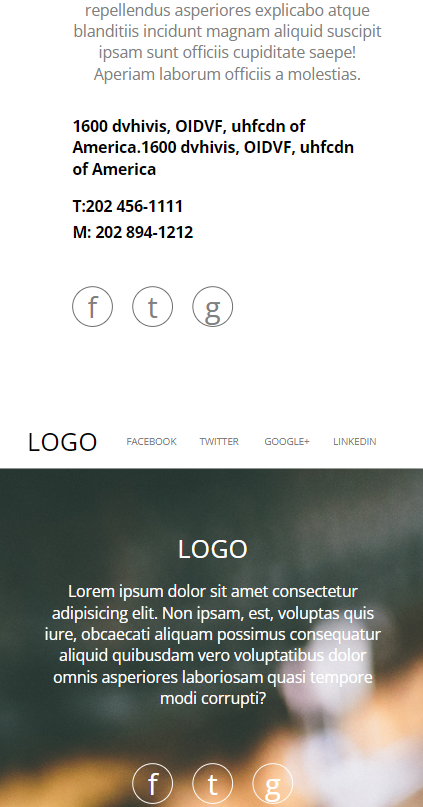 repellendus asperiores explicabo atque
blanditiis incidunt magnam aliquid suscipit
ipsam sunt officiis cupiditate saepe!
Aperiam laborum officiis a molestias.
1600 dvhivis, OIDVF, uhfcdn of
America.1600 dvhivis, OIDVF, uhfcdn
of America
T:202 456-1111
M: 202 894-1212
f t g
LOGO FACEBOOK TWITTER GOOGLE+ LINKEDIN
LOGO
Lorem ipsum dolor sit amet consectetur
adipisicing elit. Non ipsam, est, voluptas quis
iure, obcaecati aliquam possimus consequatur
aliquid quibusdam vero voluptatibus dolor
omnis asperiores laboriosam quasi tempore
modi corrupti?
f t g